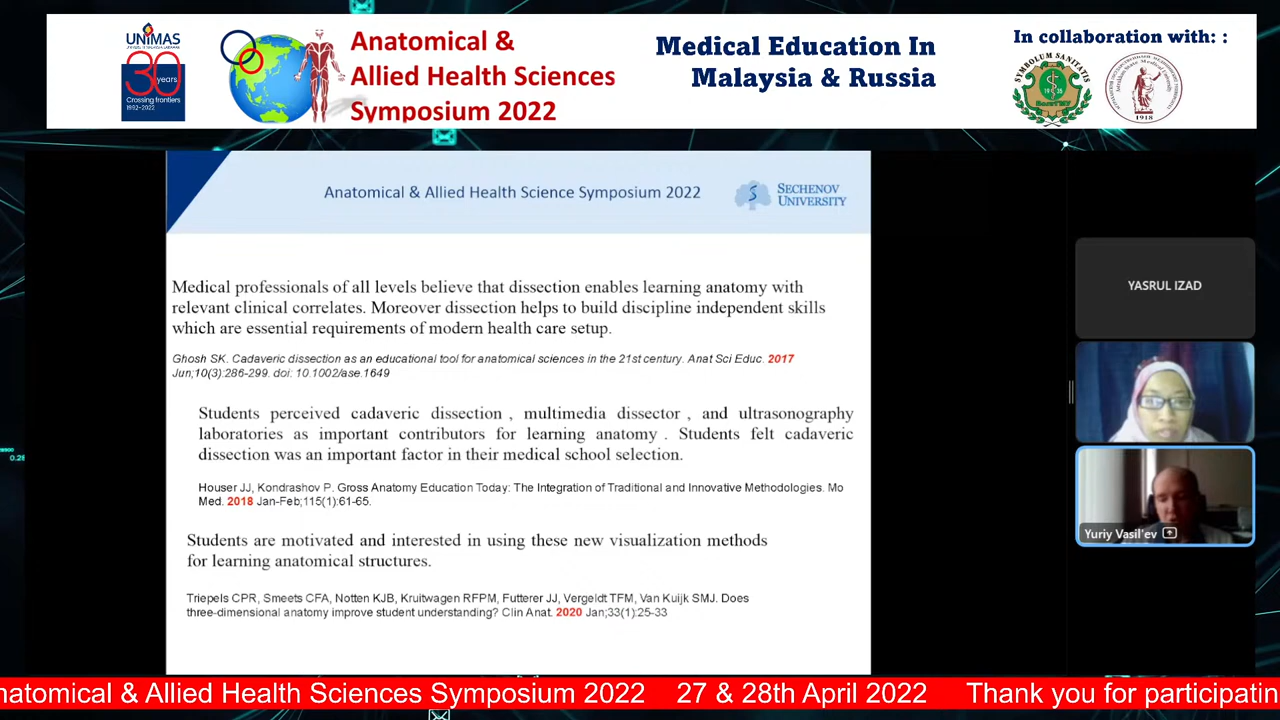 UNIMAS
30
years
Crossing frontiers
1992-2022
Anatomical &
Allied Health Sciences
Symposium 2022
Medical Education In
Malaysia & Russia
In collaboration with: :
SYMBOLUM SANITATIS
1935
1918
Anatomical & Allied Health Science Symposium 2022
SECHENOV
UNIVERSITY
Medical professionals of all levels believe that dissection enables learning anatomy with
relevant clinical correlates. Moreover dissection helps to build discipline independent skills
which are essential requirements of modern health care setup.
Ghosh SK. Cadaveric dissection as an educational tool for anatomical sciences in the 21st century. Anat Sci Educ. 2017
Jun;10(3):286-299. doi: 10.1002/ase.1649
Students perceived cadaveric dissection , multimedia dissector , and ultrasonography
laboratories as important contributors for learning anatomy . Students felt cadaveric
dissection was an important factor in their medical school selection.
Houser JJ, Kondrashov P. Gross Anatomy Education Today: The Integration of Traditional and Innovative Methodologies. Mo
Med. 2018 Jan-Feb;115(1):61-65.
Students are motivated and interested in using these new visualization methods
for learning anatomical structures.
Triepels CPR, Smeets CFA, Notten KJB, Kruitwagen RFPM, Futterer JJ, Vergeldt TFM, Van Kuijk SMJ. Does
three-dimensional anatomy improve student understanding? Clin Anat. 2020 Jan;33(1):25-33
YASRUL IZAD
Yuriy Vasil'ev
0.28
natomical & Allied Health Sciences Symposium 2022 27 & 28th April 2022 Thank you for participatin